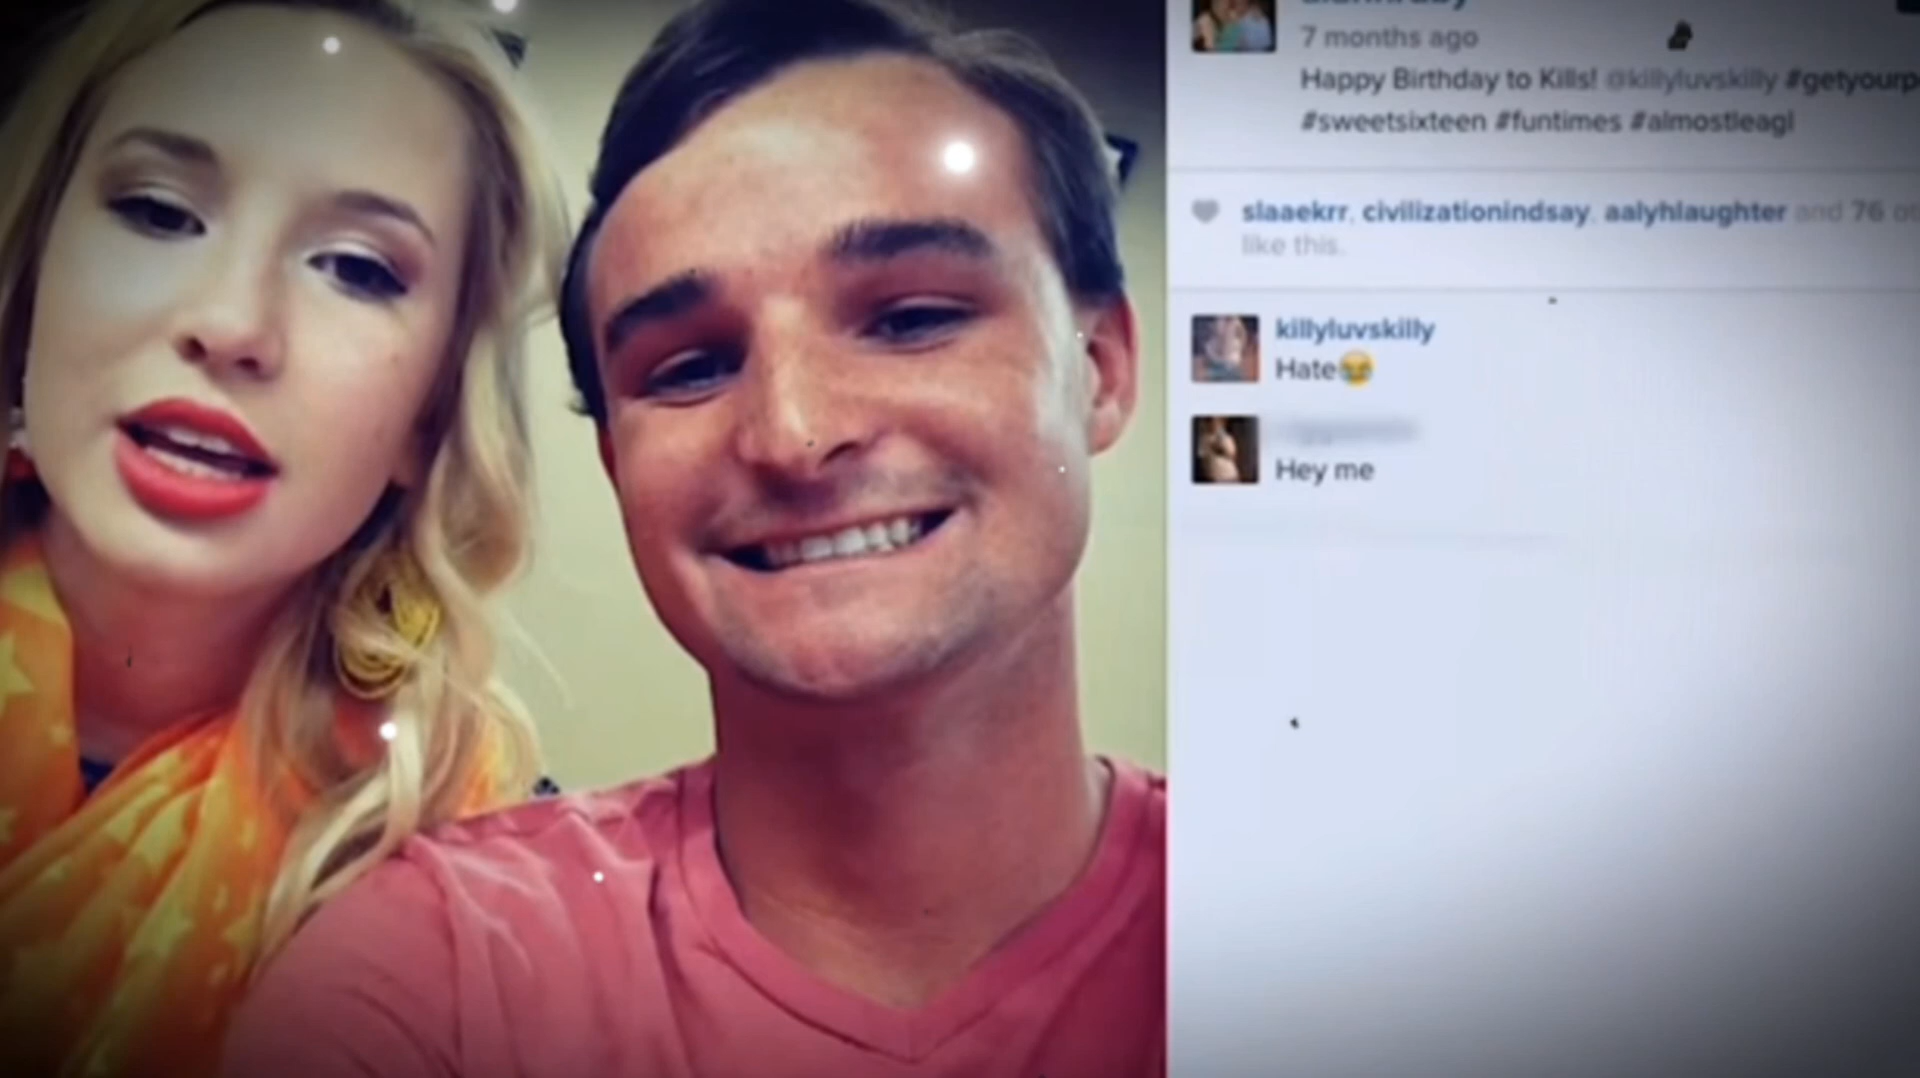 7 months ago
Happy Birthday to Kills! @killyluvskilly #getyourp
#sweetsixteen #funtimes #almostleagl
slaaekrr, civilizationindsay, aalyhlaughter and 76 ot
like this.
killyluvskilly
Hate😂
Hey me